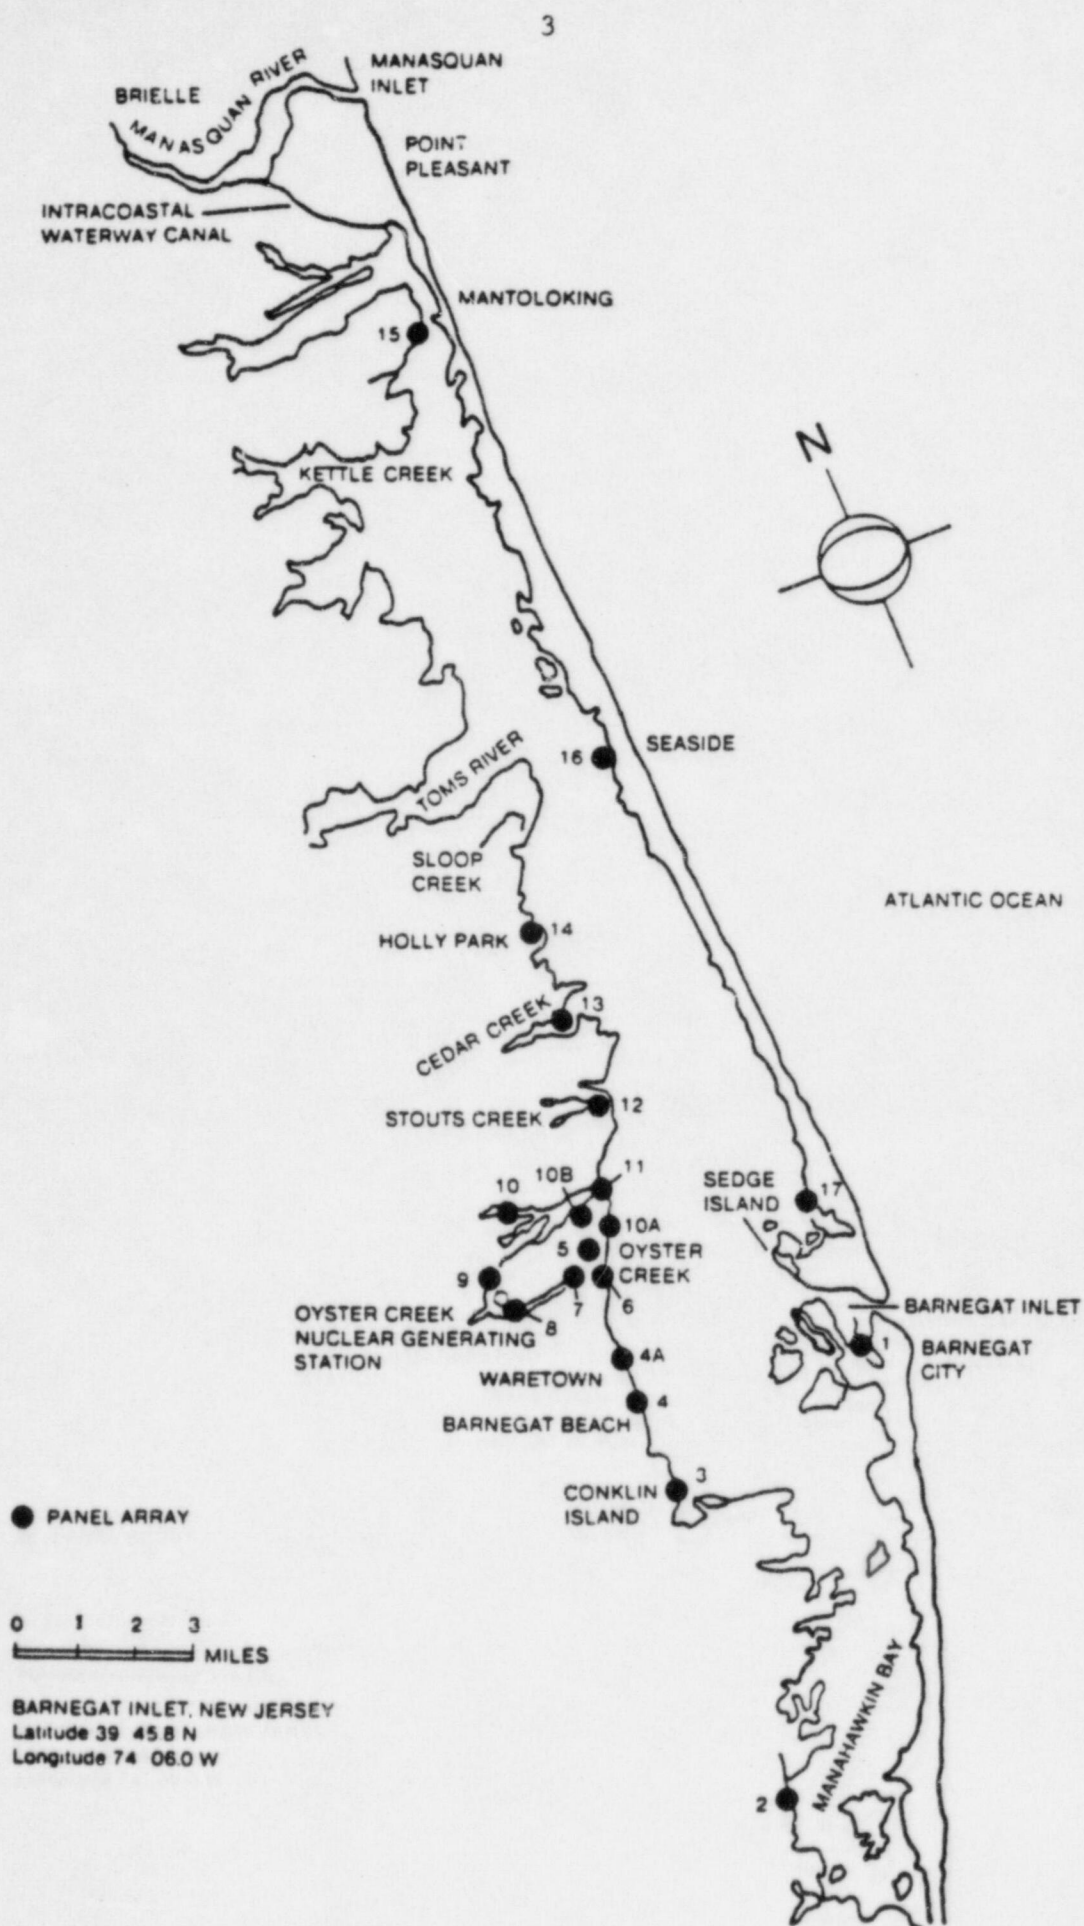 3
MANASQUAN
INLET
BRIELLE
MANASQUAN RIVER
POINT
PLEASANT
INTRACOASTAL
WATERWAY CANAL
MANTOLOKING
15
N
KETTLE CREEK
SEASIDE
16
TOMS RIVER
SLOOP
CREEK
ATLANTIC OCEAN
14
HOLLY PARK
13
CEDAR CREEK
12
STOUTS CREEK
11
10B
10
SEDGE
ISLAND
17
10A
5
OYSTER
CREEK
9
7
6
8
OYSTER CREEK
NUCLEAR GENERATING
STATION
BARNEGAT INLET
1
BARNEGAT
CITY
4A
WARETOWN
4
BARNEGAT BEACH
3
CONKLIN
ISLAND
PANEL ARRAY
0 1 2 3
MILES
MANAHAWKIN BAY
BARNEGAT INLET, NEW JERSEY
Latitude 39 45.8 N
Longitude 74 06.0 W
2